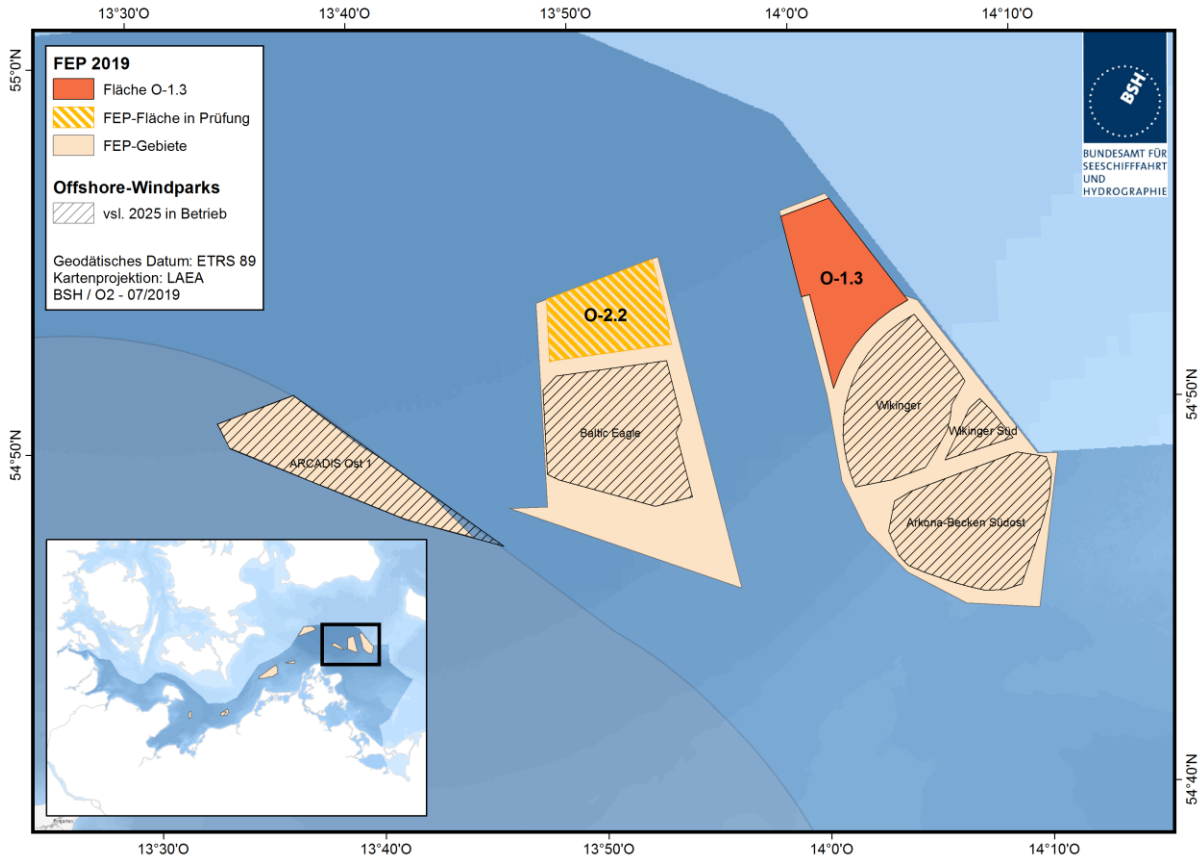 13°30'O
13°40'O
13°50'O
14°0'O
14°10'O
55°0'N
54°50'N
FEP 2019
Fläche O-1.3
FEP-Fläche in Prüfung
FEP-Gebiete
Offshore-Windparks
vsl. 2025 in Betrieb
Geodätisches Datum: ETRS 89
Kartenprojektion: LAEA
BSH / O2 - 07/2019
BSH
BUNDESAMT FÜR
SEESCHIFFFAHRT
UND
HYDROGRAPHIE
O-1.3
O-2.2
Wikinger
Wikinger Süd
Baltic Eagle
ARCADIS Ost 1
Arkona-Becken Südost
54°50'N
54°40'N
13°30'O
13°40'O
13°50'O
14°0'O
14°10'O